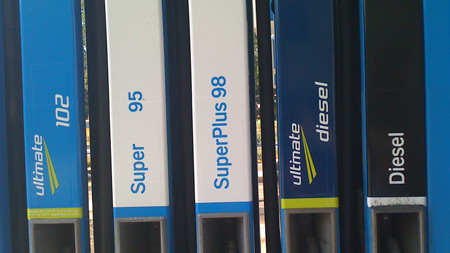 ultimate 102
Super 95
SuperPlus 98
ultimate diesel
Diesel